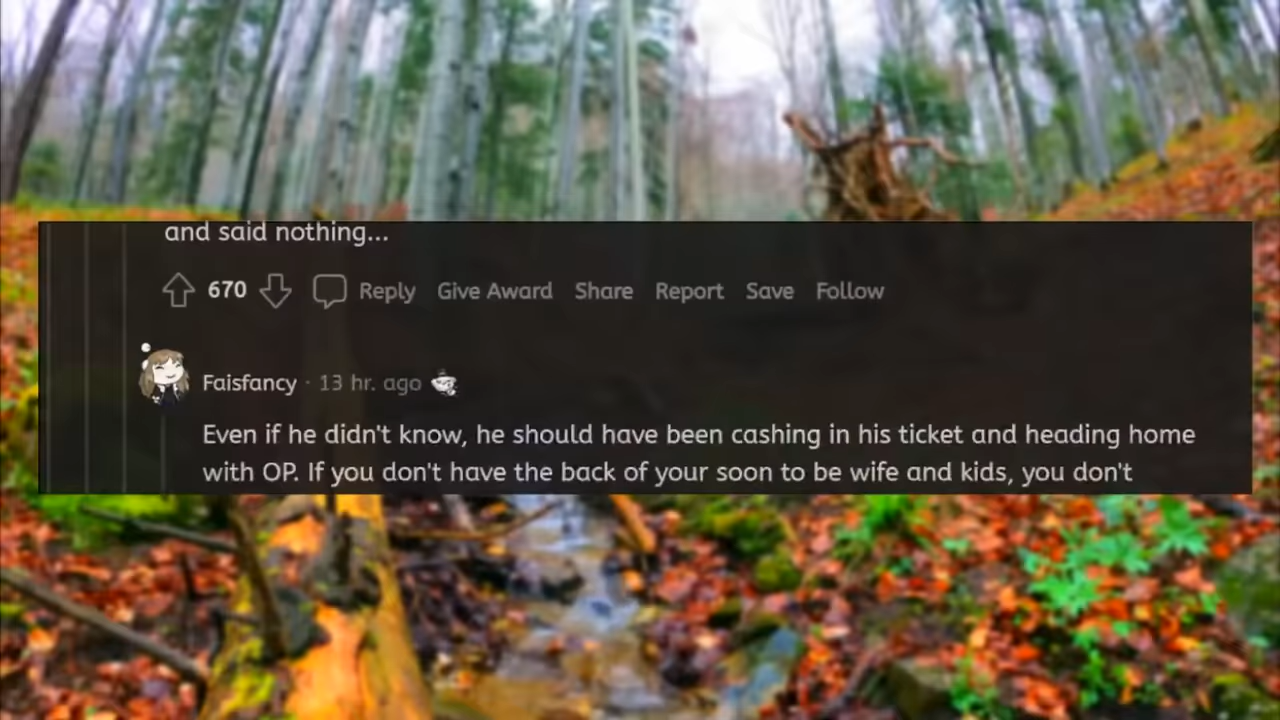 and said nothing...
670 Reply Give Award Share Report Save Follow
Faisfancy · 13 hr. ago
Even if he didn't know, he should have been cashing in his ticket and heading home
with OP. If you don't have the back of your soon to be wife and kids, you don't